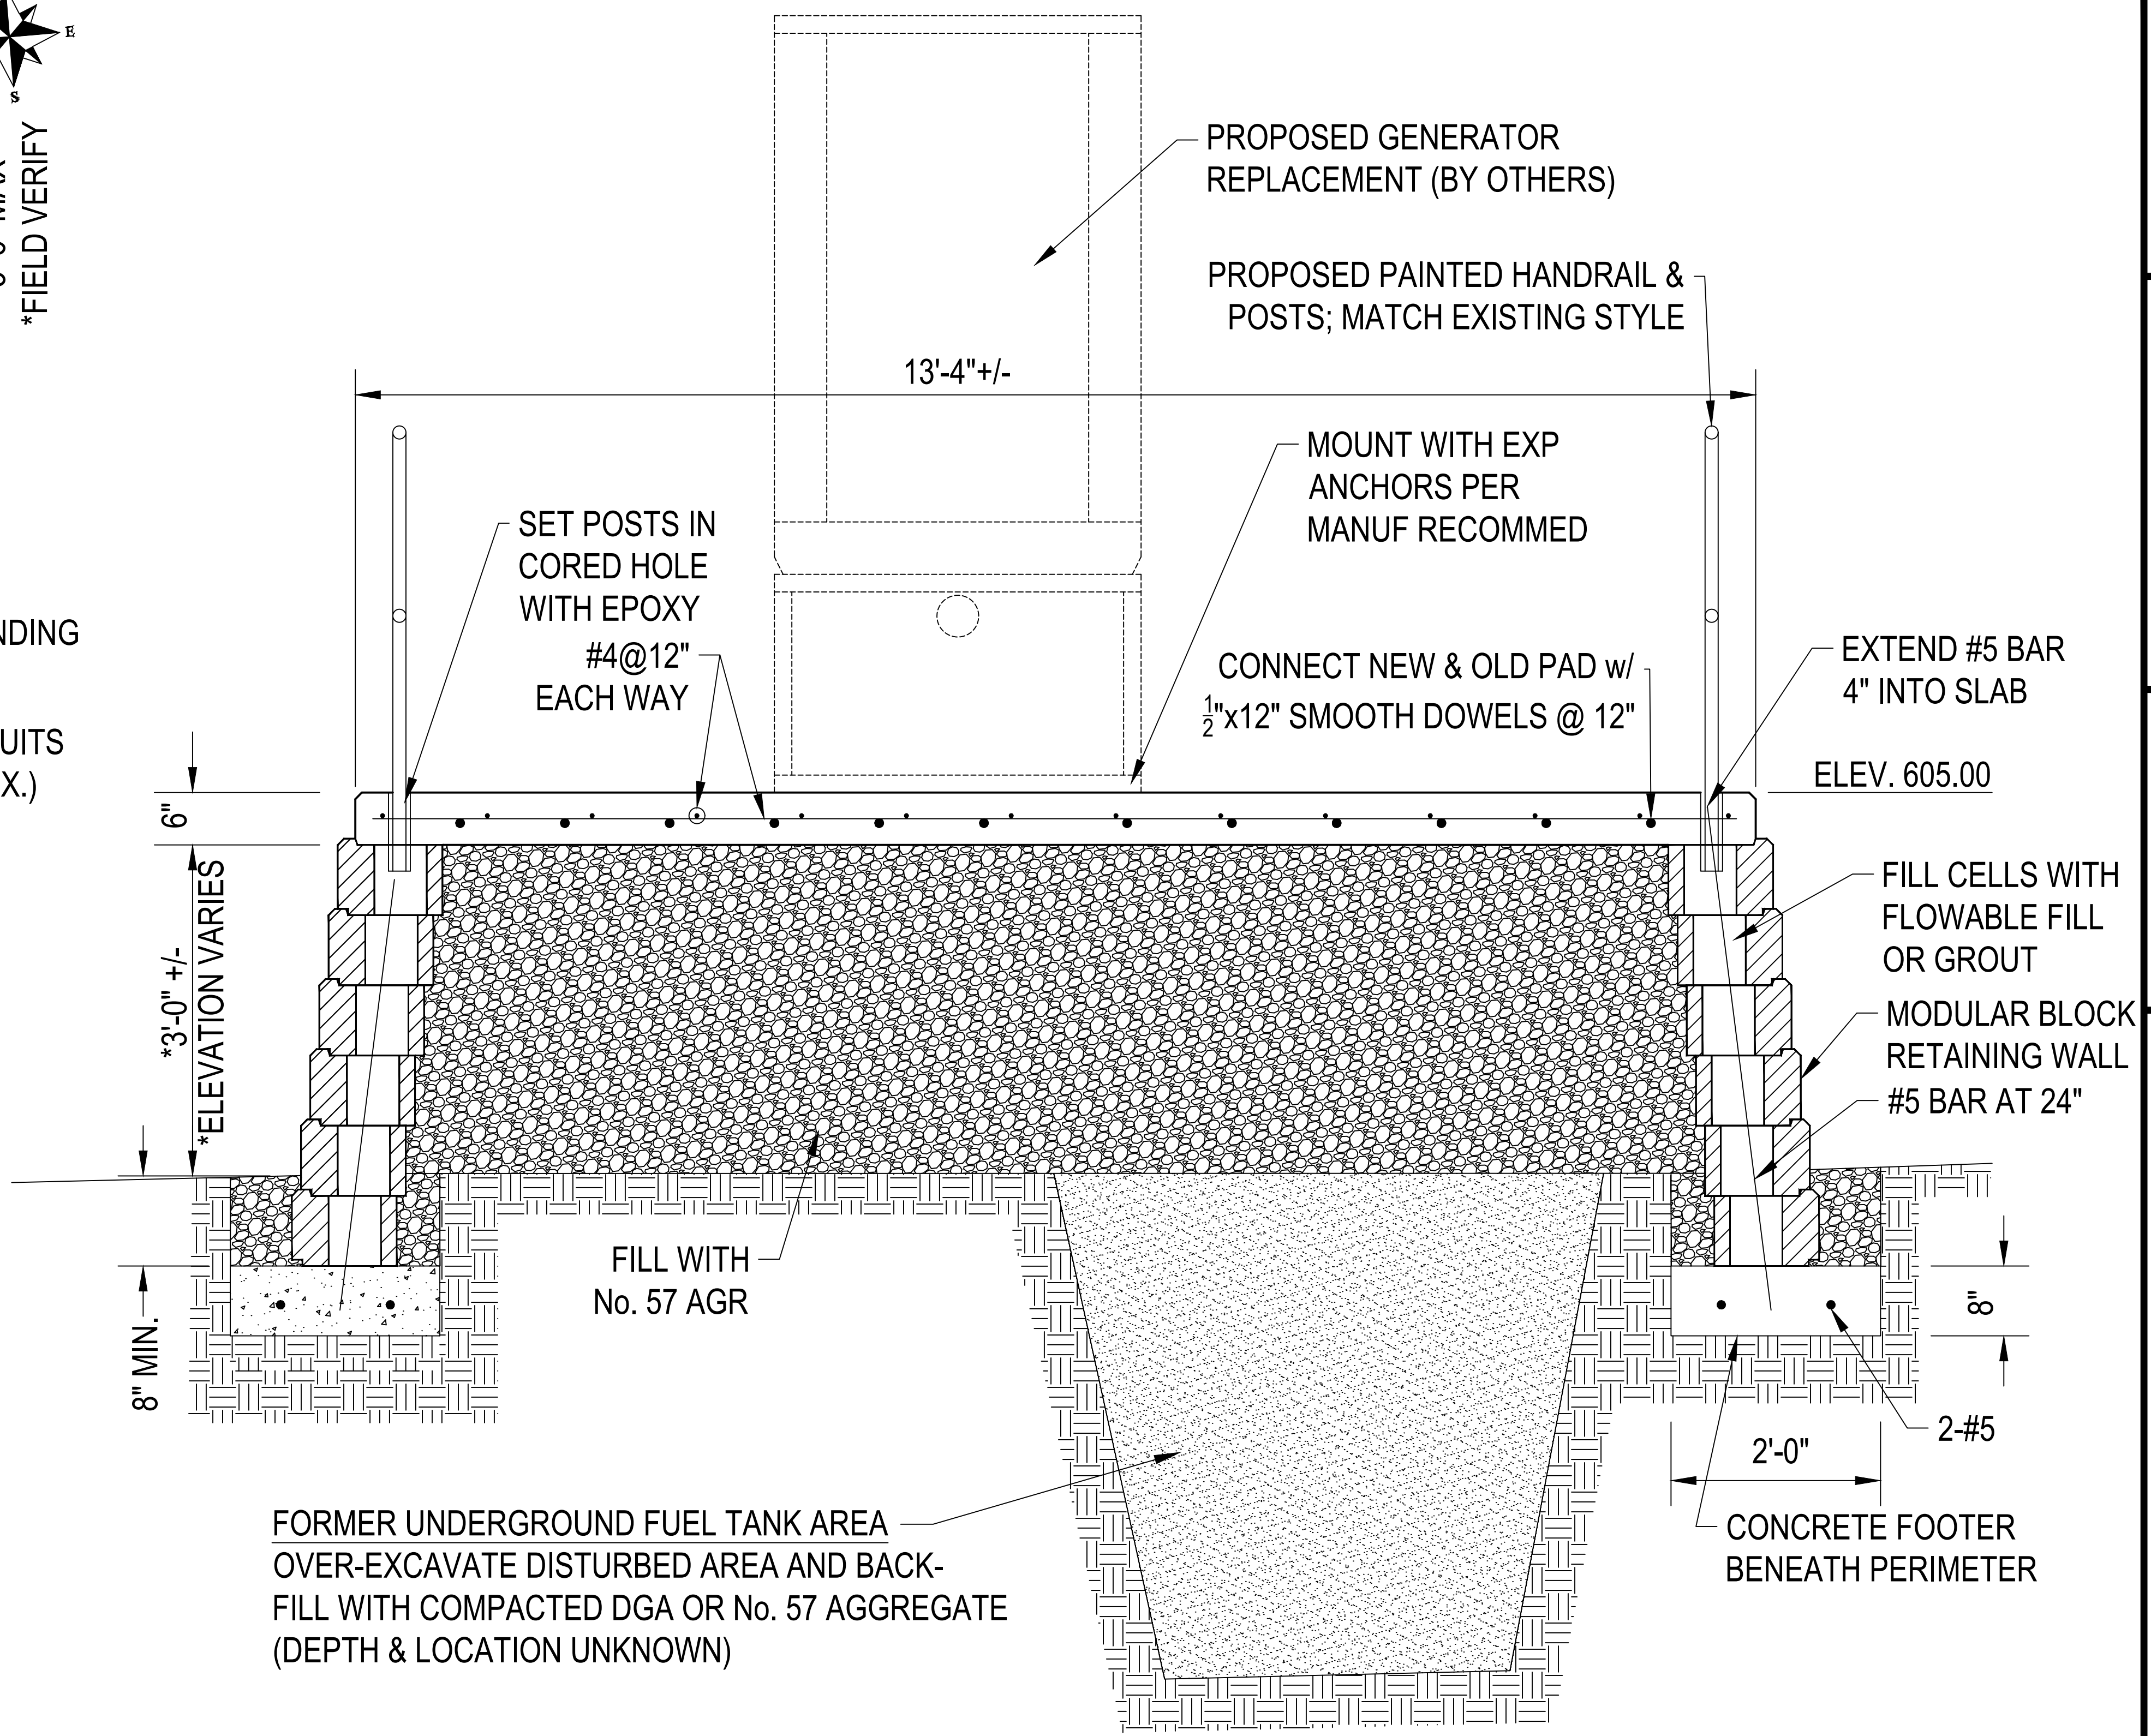 E
S
MAX
*FIELD VERIFY
PROPOSED GENERATOR
REPLACEMENT (BY OTHERS)
PROPOSED PAINTED HANDRAIL &
POSTS; MATCH EXISTING STYLE
13'-4"+/-
MOUNT WITH EXP
ANCHORS PER
MANUF RECOMMED
SET POSTS IN
CORED HOLE
WITH EPOXY
#4@12"
EACH WAY
CONNECT NEW & OLD PAD w/
1/2"x12" SMOOTH DOWELS @ 12"
EXTEND #5 BAR
4" INTO SLAB
ELEV. 605.00
NDING
UITS
X.)
6"
*3'-0" +/-
*ELEVATION VARIES
8" MIN.
FILL CELLS WITH
FLOWABLE FILL
OR GROUT
MODULAR BLOCK
RETAINING WALL
#5 BAR AT 24"
FILL WITH
No. 57 AGR
8"
2-#5
2'-0"
CONCRETE FOOTER
BENEATH PERIMETER
FORMER UNDERGROUND FUEL TANK AREA
OVER-EXCAVATE DISTURBED AREA AND BACK-
FILL WITH COMPACTED DGA OR No. 57 AGGREGATE
(DEPTH & LOCATION UNKNOWN)